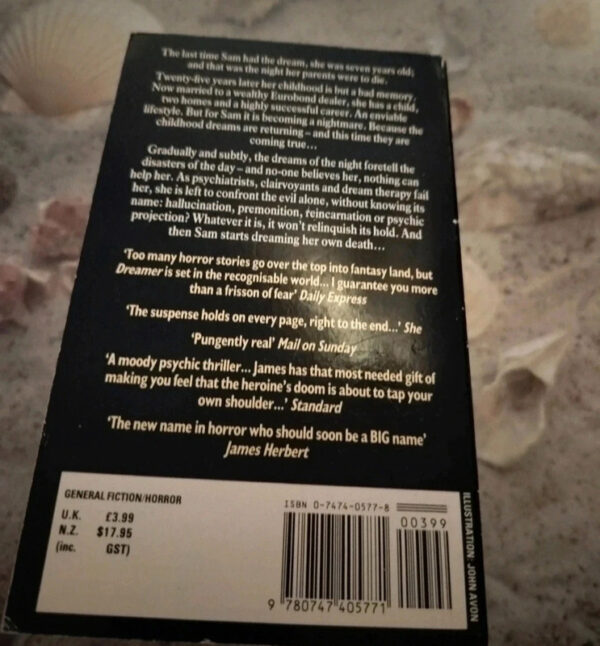 The last time Sam had the dream, she was seven years old;
and that was the night her parents were to die.
Twenty-five years later her childhood is but a bad memory.
Now married to a wealthy Eurobond dealer, she has a child,
two homes and a highly successful career. An enviable
lifestyle. But for Sam it is becoming a nightmare. Because the
childhood dreams are returning – and this time they are
coming true...
Gradually and subtly, the dreams of the night foretell the
disasters of the day – and no-one believes her, nothing can
help her. As psychiatrists, clairvoyants and dream therapy fail
her, she is left to confront the evil alone, without knowing its
name: hallucination, premonition, reincarnation or psychic
projection? Whatever it is, it won't relinquish its hold. And
then Sam starts dreaming her own death...
'Too many horror stories go over the top into fantasy land, but
Dreamer is set in the recognisable world... I guarantee you more
than a frisson of fear' Daily Express
'The suspense holds on every page, right to the end...' She
'Pungently real' Mail on Sunday
'A moody psychic thriller... James has that most needed gift of
making you feel that the heroine's doom is about to tap your
own shoulder...' Standard
'The new name in horror who should soon be a BIG name'
James Herbert
GENERAL FICTION/HORROR
U.K. £3.99
N.Z. $17.95
(inc. GST)
ISBN 0-7474-0577-8
00399
9 780747 405771
ILLUSTRATION: JOHN AVON